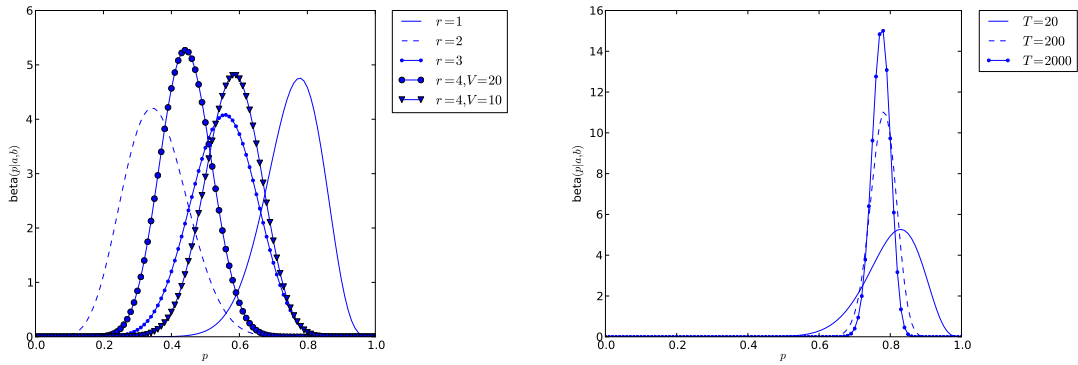 6
5
4
3
2
1
0
beta(p|a,b)
0.0 0.2 0.4 0.6 0.8 1.0
p
r=1
r=2
r=3
r=4,V=20
r=4,V=10
16
14
12
10
8
6
4
2
0
beta(p|a,b)
0.0 0.2 0.4 0.6 0.8 1.0
p
T=20
T=200
T=2000